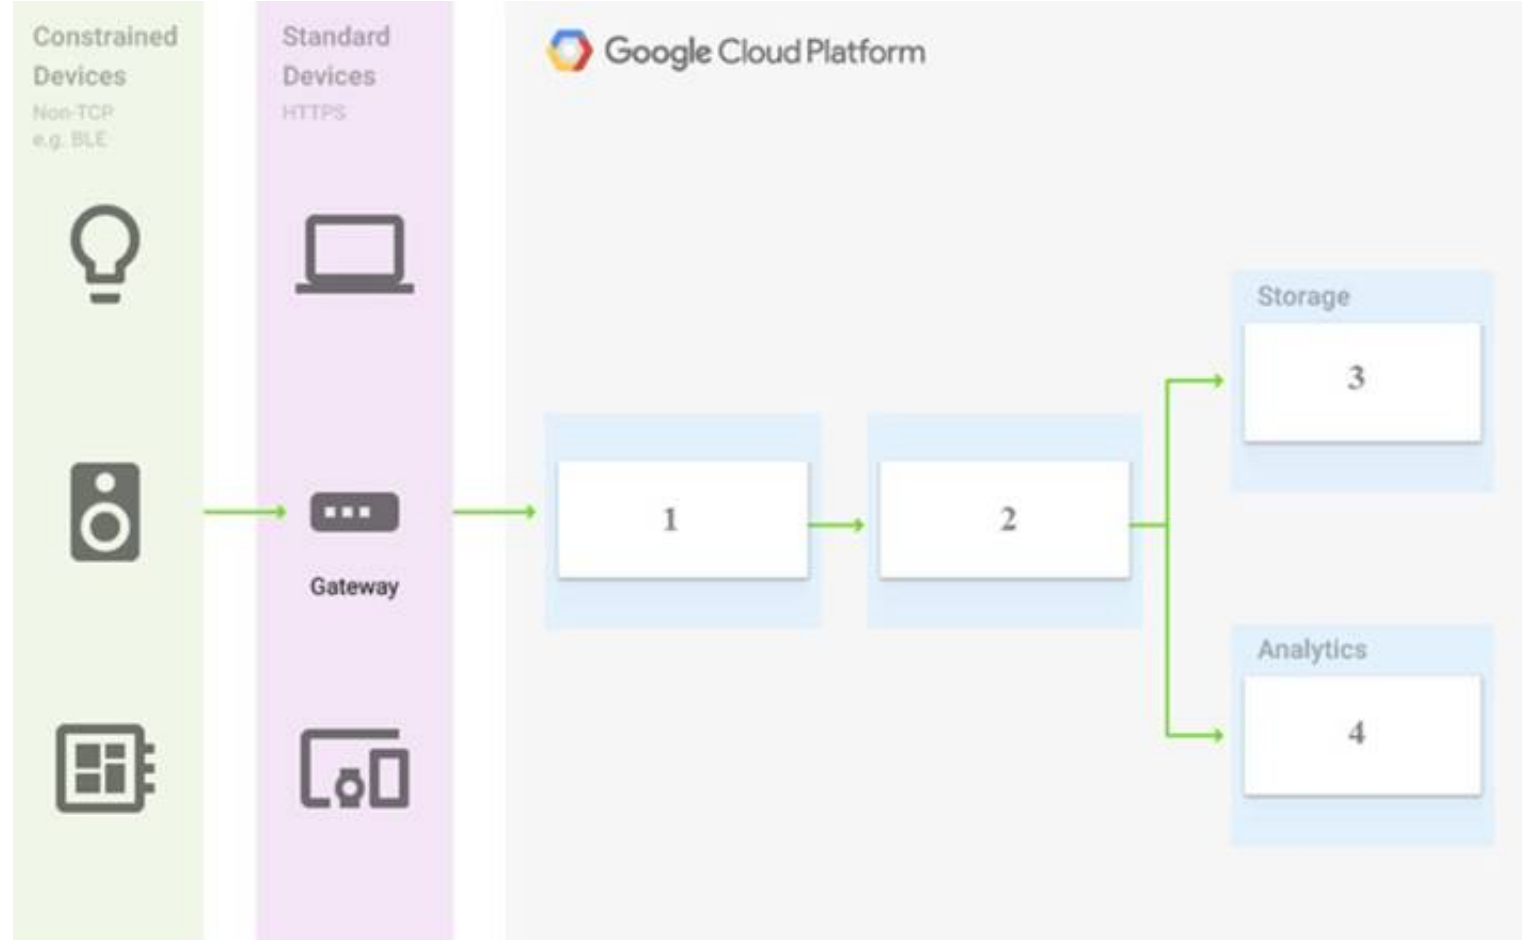 Constrained
Devices
Non-TCP
e.g. BLE
Standard
Devices
HTTPS
Google Cloud Platform
Gateway
1
2
Storage
3
Analytics
4